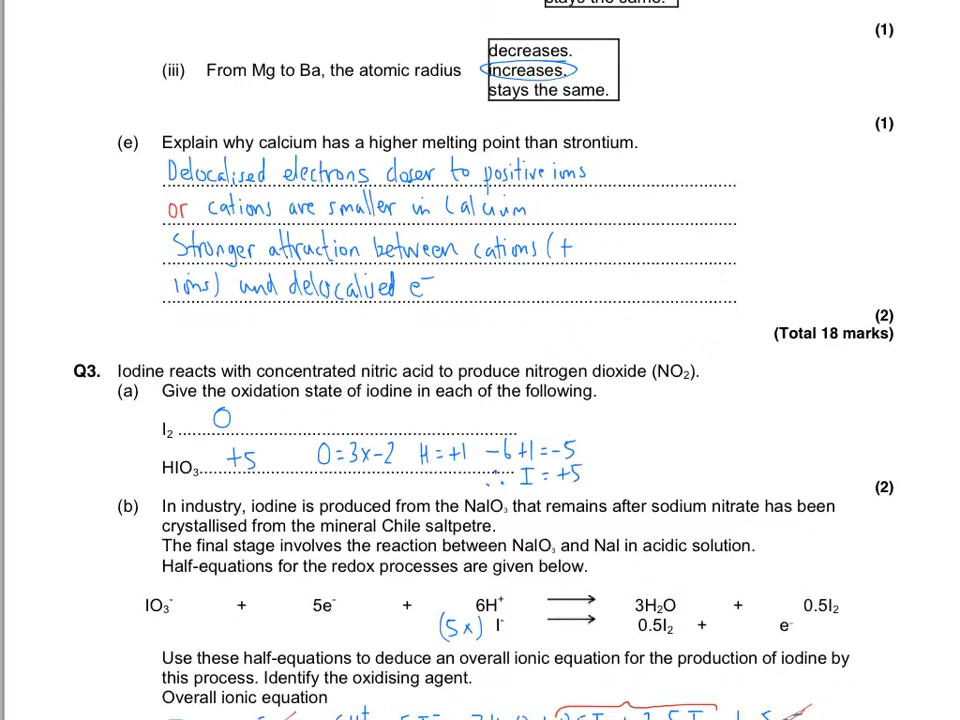 stays the same.
(1)
decreases.
(iii) From Mg to Ba, the atomic radius increases.
stays the same.
(1)
(e) Explain why calcium has a higher melting point than strontium.
Delocalised electrons closer to positive ions
or cations are smaller in Calcium
Stronger attraction between cations (+
ions) and delocalised e⁻
(2)
(Total 18 marks)
Q3. Iodine reacts with concentrated nitric acid to produce nitrogen dioxide (NO₂).
(a) Give the oxidation state of iodine in each of the following.
I₂ 0
HIO₃ +5 O=3x-2 H=+1 -6+1=-5
∴ I = +5
(2)
(b) In industry, iodine is produced from the NaIO₃ that remains after sodium nitrate has been
crystallised from the mineral Chile saltpetre.
The final stage involves the reaction between NaIO₃ and NaI in acidic solution.
Half-equations for the redox processes are given below.
IO₃⁻ + 5e⁻ + 6H⁺ ⟶ 3H₂O + 0.5I₂
(5x) I⁻ ⟶ 0.5I₂ + e⁻
Use these half-equations to deduce an overall ionic equation for the production of iodine by
this process. Identify the oxidising agent.
Overall ionic equation